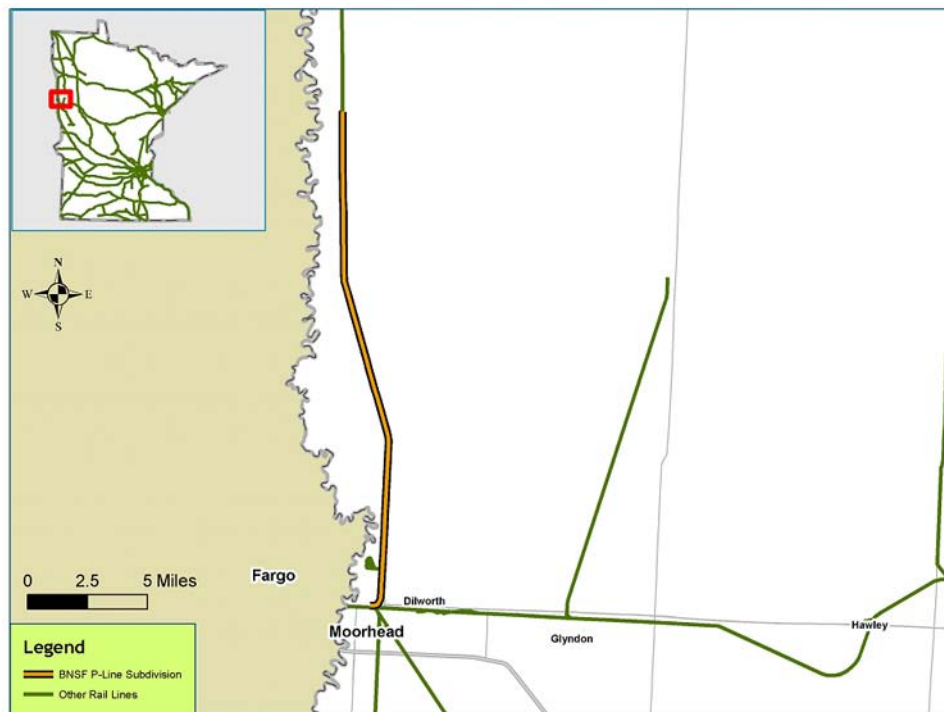 N
W E
S
Fargo
Dilworth
Moorhead
Glyndon
Hawley
0 2.5 5 Miles
Legend
BNSF P-Line Subdivision
Other Rail Lines